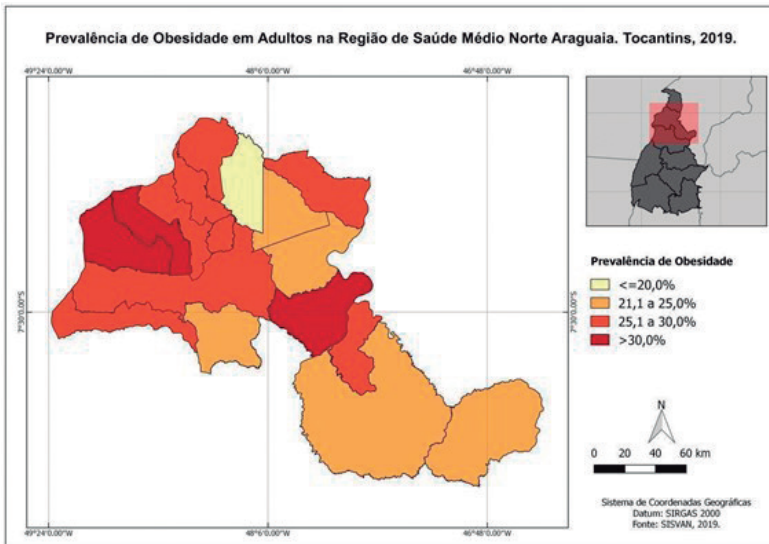 Prevalência de Obesidade em Adultos na Região de Saúde Médio Norte Araguaia. Tocantins, 2019.
49°24'0.00"W
48°6'0.00"W
46°48'0.00"W
7°30'0.00"S
7°30'0.00"S
49°24'0.00"W
48°6'0.00"W
46°48'0.00"W
Prevalência de Obesidade
<=20,0%
21,1 a 25,0%
25,1 a 30,0%
>30,0%
N
0 20 40 60 km
Sistema de Coordenadas Geográficas
Datum: SIRGAS 2000
Fonte: SISVAN, 2019.